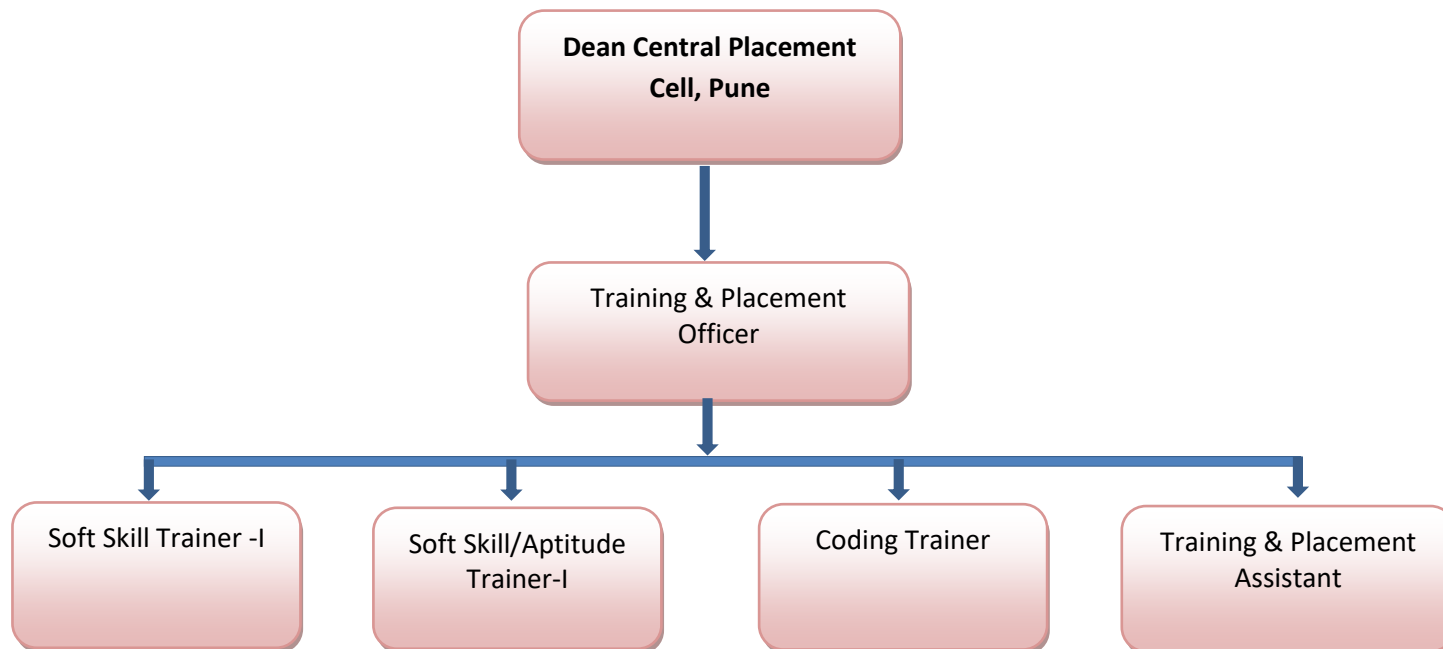 Dean Central Placement
Cell, Pune
Training & Placement
Officer
Soft Skill Trainer -I
Soft Skill/Aptitude
Trainer-I
Coding Trainer
Training & Placement
Assistant